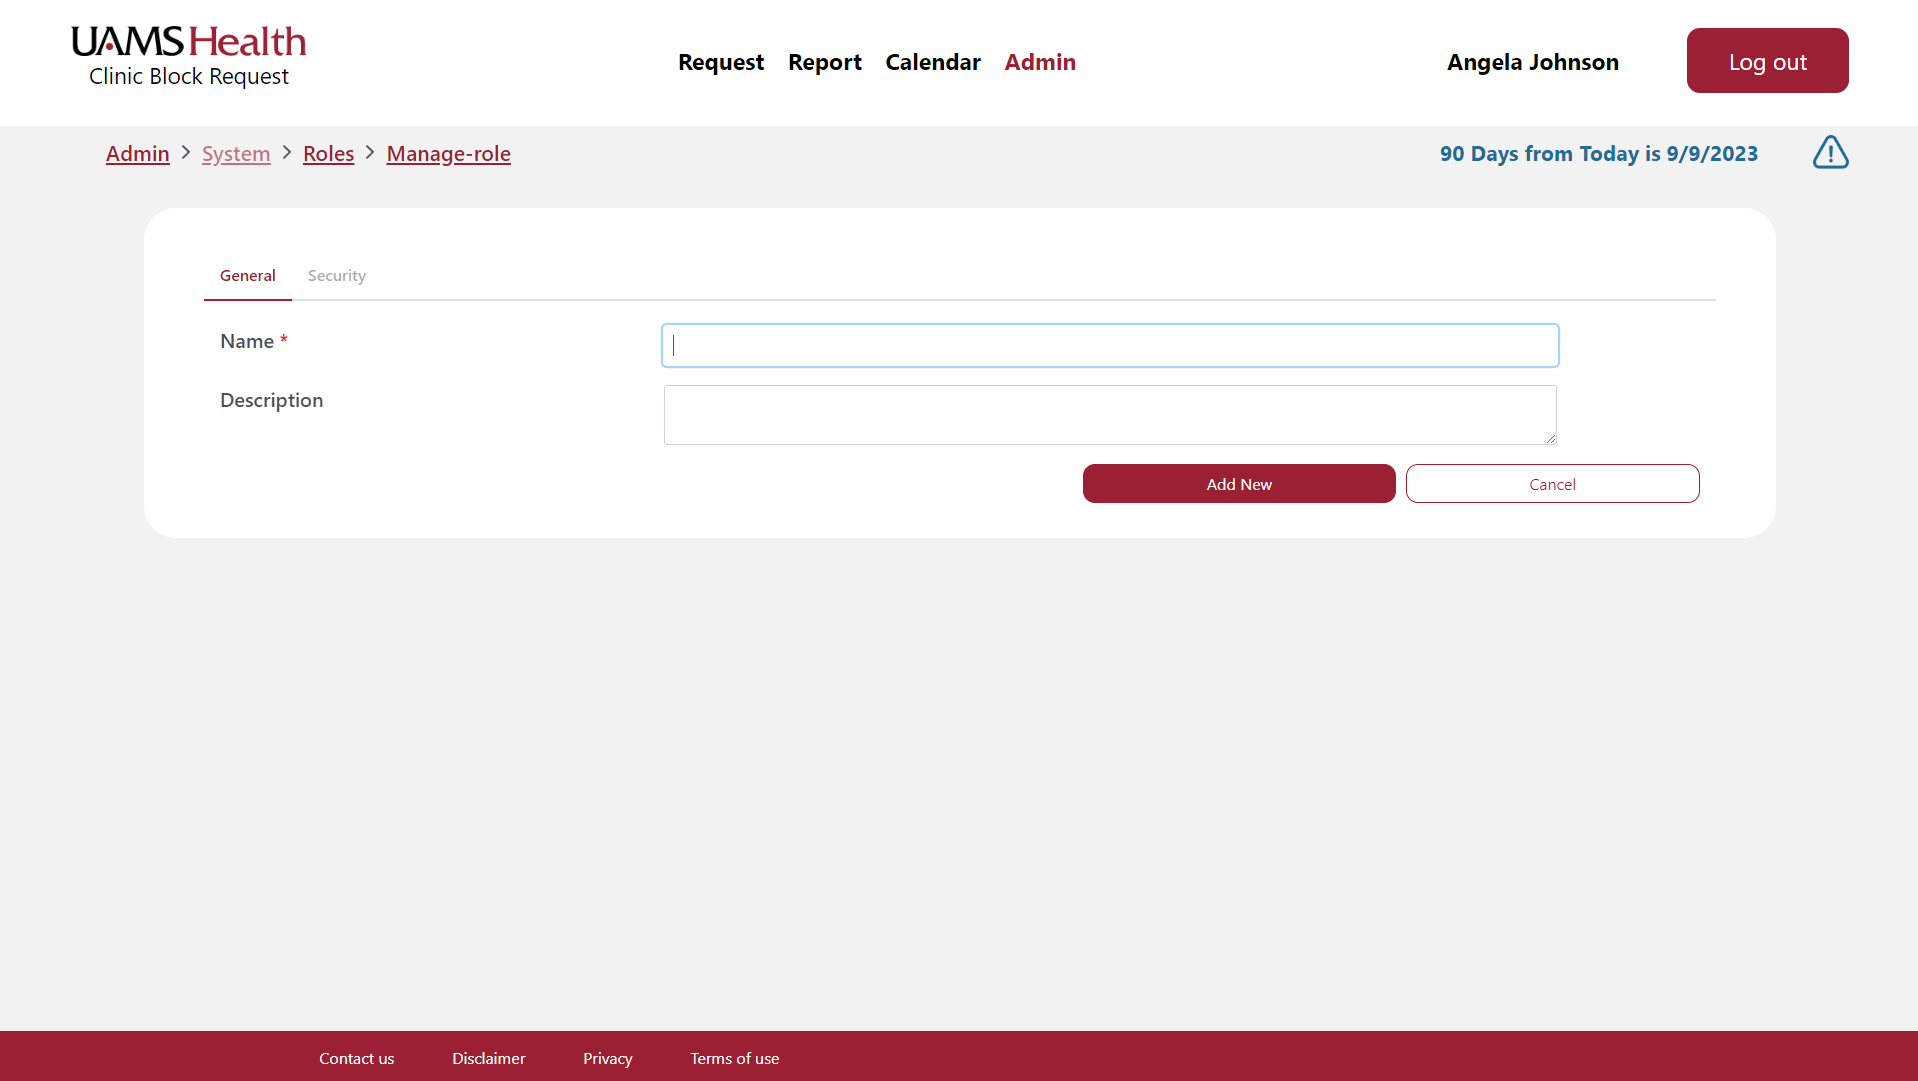 UAMS Health
Clinic Block Request
Request Report Calendar Admin
Angela Johnson
Log out
Admin > System > Roles > Manage-role
90 Days from Today is 9/9/2023
General Security
Name *
Description
Add New
Cancel
Contact us Disclaimer Privacy Terms of use